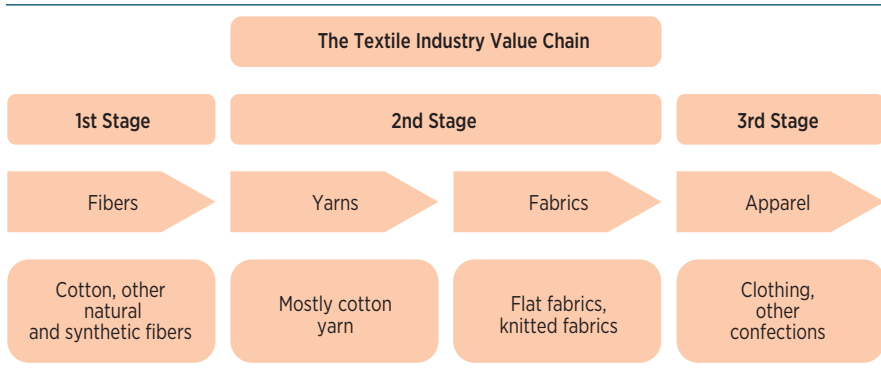 The Textile Industry Value Chain
1st Stage
2nd Stage
3rd Stage
Fibers
Yarns
Fabrics
Apparel
Cotton, other
natural
and synthetic fibers
Mostly cotton
yarn
Flat fabrics,
knitted fabrics
Clothing,
other
confections